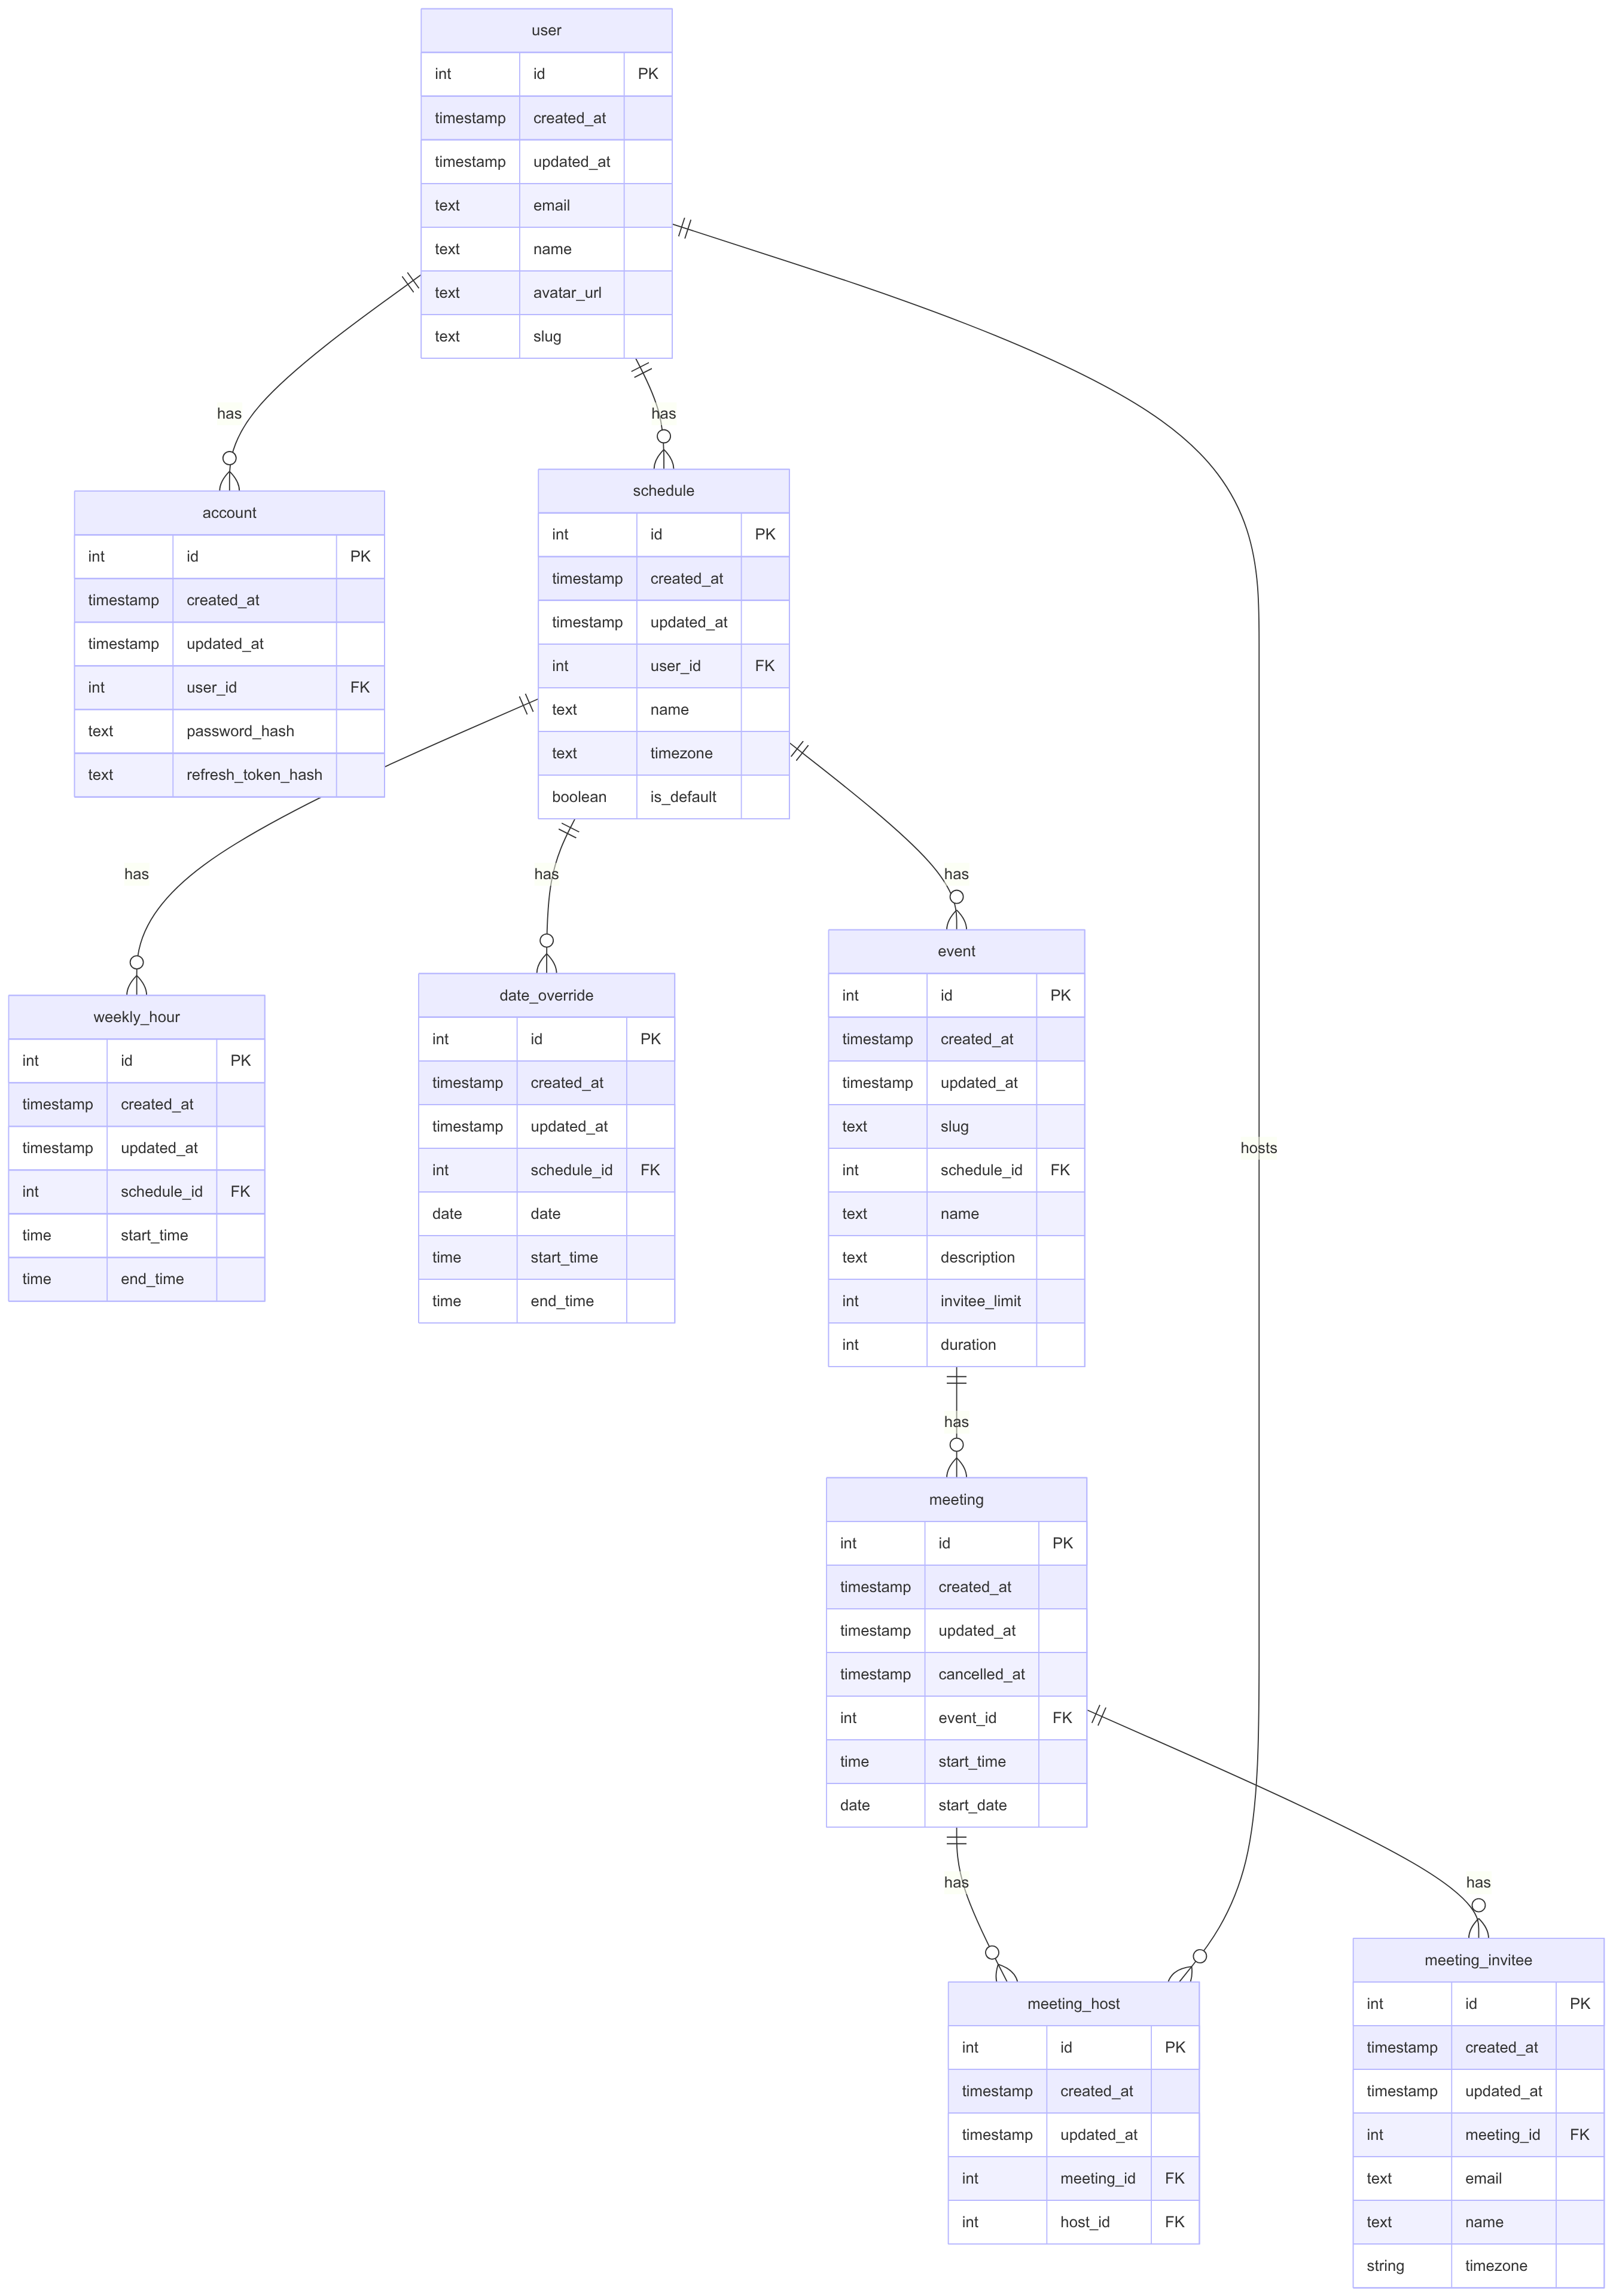 user
int id PK
timestamp created_at
timestamp updated_at
text email
text name
text avatar_url
text slug
has
has
account
int id PK
timestamp created_at
timestamp updated_at
int user_id FK
text password_hash
text refresh_token_hash
schedule
int id PK
timestamp created_at
timestamp updated_at
int user_id FK
text name
text timezone
boolean is_default
has
has
has
weekly_hour
int id PK
timestamp created_at
timestamp updated_at
int schedule_id FK
time start_time
time end_time
date_override
int id PK
timestamp created_at
timestamp updated_at
int schedule_id FK
date date
time start_time
time end_time
event
int id PK
timestamp created_at
timestamp updated_at
text slug
int schedule_id FK
text name
text description
int invitee_limit
int duration
hosts
has
meeting
int id PK
timestamp created_at
timestamp updated_at
timestamp cancelled_at
int event_id FK
time start_time
date start_date
has
has
meeting_host
int id PK
timestamp created_at
timestamp updated_at
int meeting_id FK
int host_id FK
meeting_invitee
int id PK
timestamp created_at
timestamp updated_at
int meeting_id FK
text email
text name
string timezone